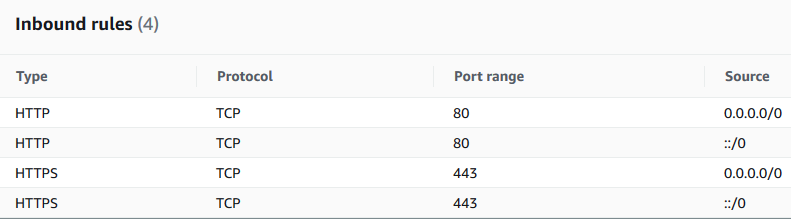 Inbound rules (4)
Type Protocol Port range Source
HTTP TCP 80 0.0.0.0/0
HTTP TCP 80 ::/0
HTTPS TCP 443 0.0.0.0/0
HTTPS TCP 443 ::/0